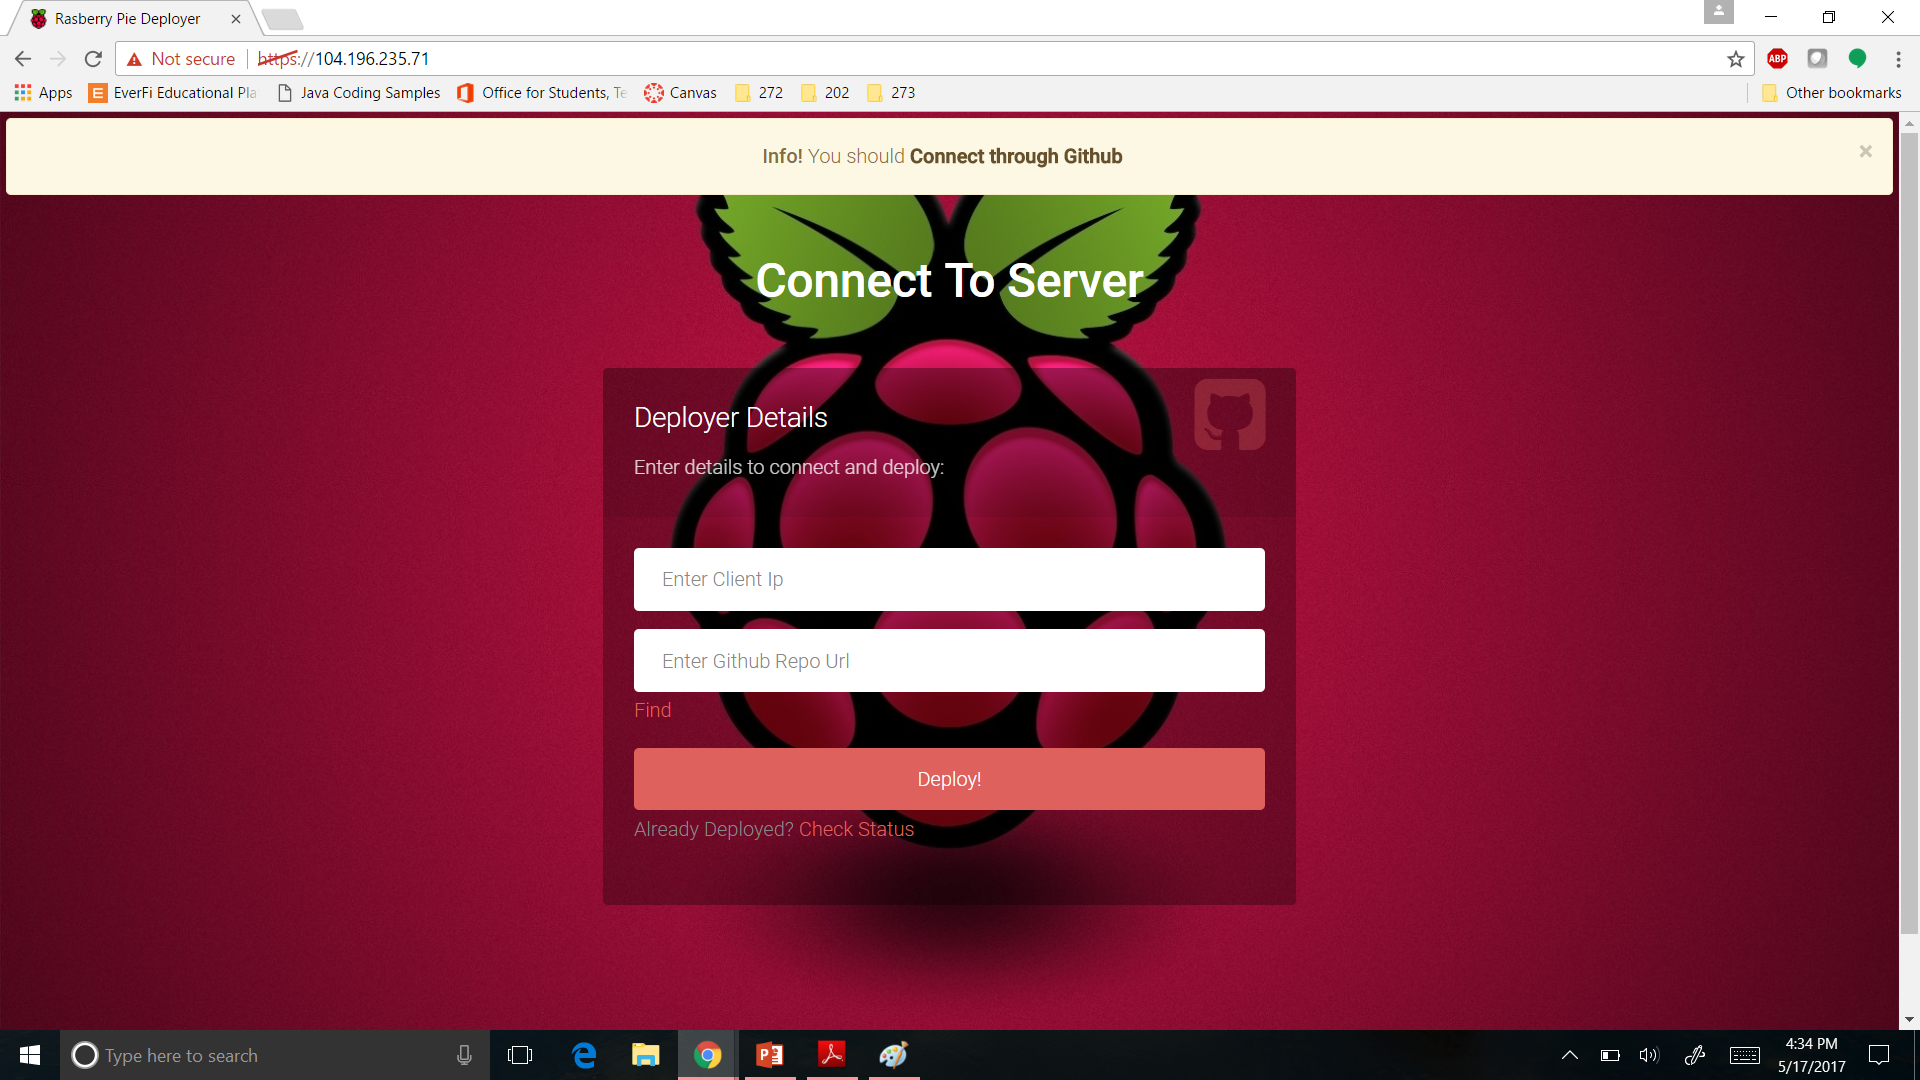 Rasberry Pie Deployer
Not secure https://104.196.235.71
ABP
Apps EverFi Educational Pla Java Coding Samples Office for Students, Te Canvas 272 202 273 Other bookmarks
Info! You should Connect through Github ×
Connect To Server
Deployer Details
Enter details to connect and deploy:
Enter Client Ip
Enter Github Repo Url
Find
Deploy!
Already Deployed? Check Status
Type here to search
4:34 PM
5/17/2017